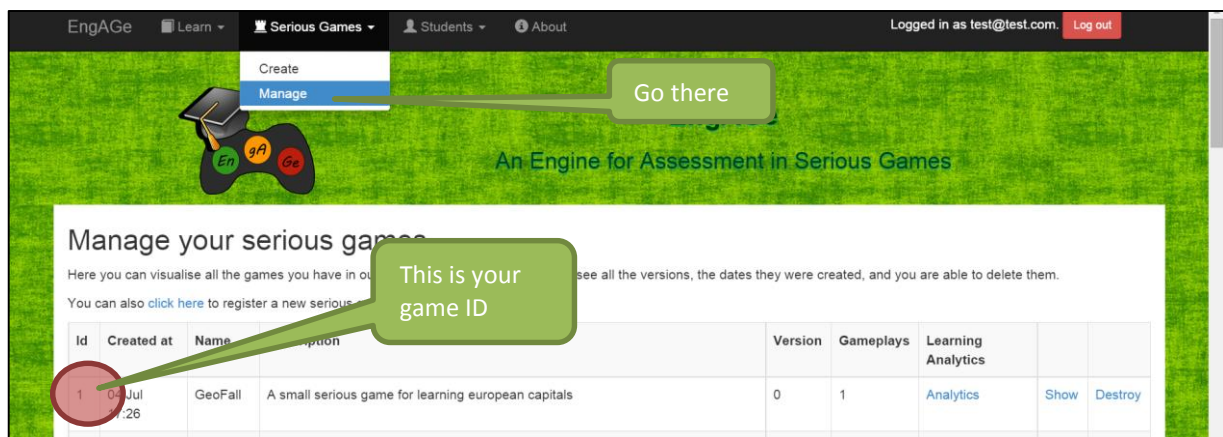 EngAGe Learn Serious Games Students About Logged in as test@test.com. Log out
Create
Manage
Go there
En gA Ge
An Engine for Assessment in Serious Games
Manage your serious games
Here you can visualise all the games you have in ou see all the versions, the dates they were created, and you are able to delete them.
You can also click here to register a new serious
This is your
game ID
Id Created at Name Version Gameplays Learning
Analytics
1 04 Jul GeoFall A small serious game for learning european capitals 0 1 Analytics Show Destroy
17:26